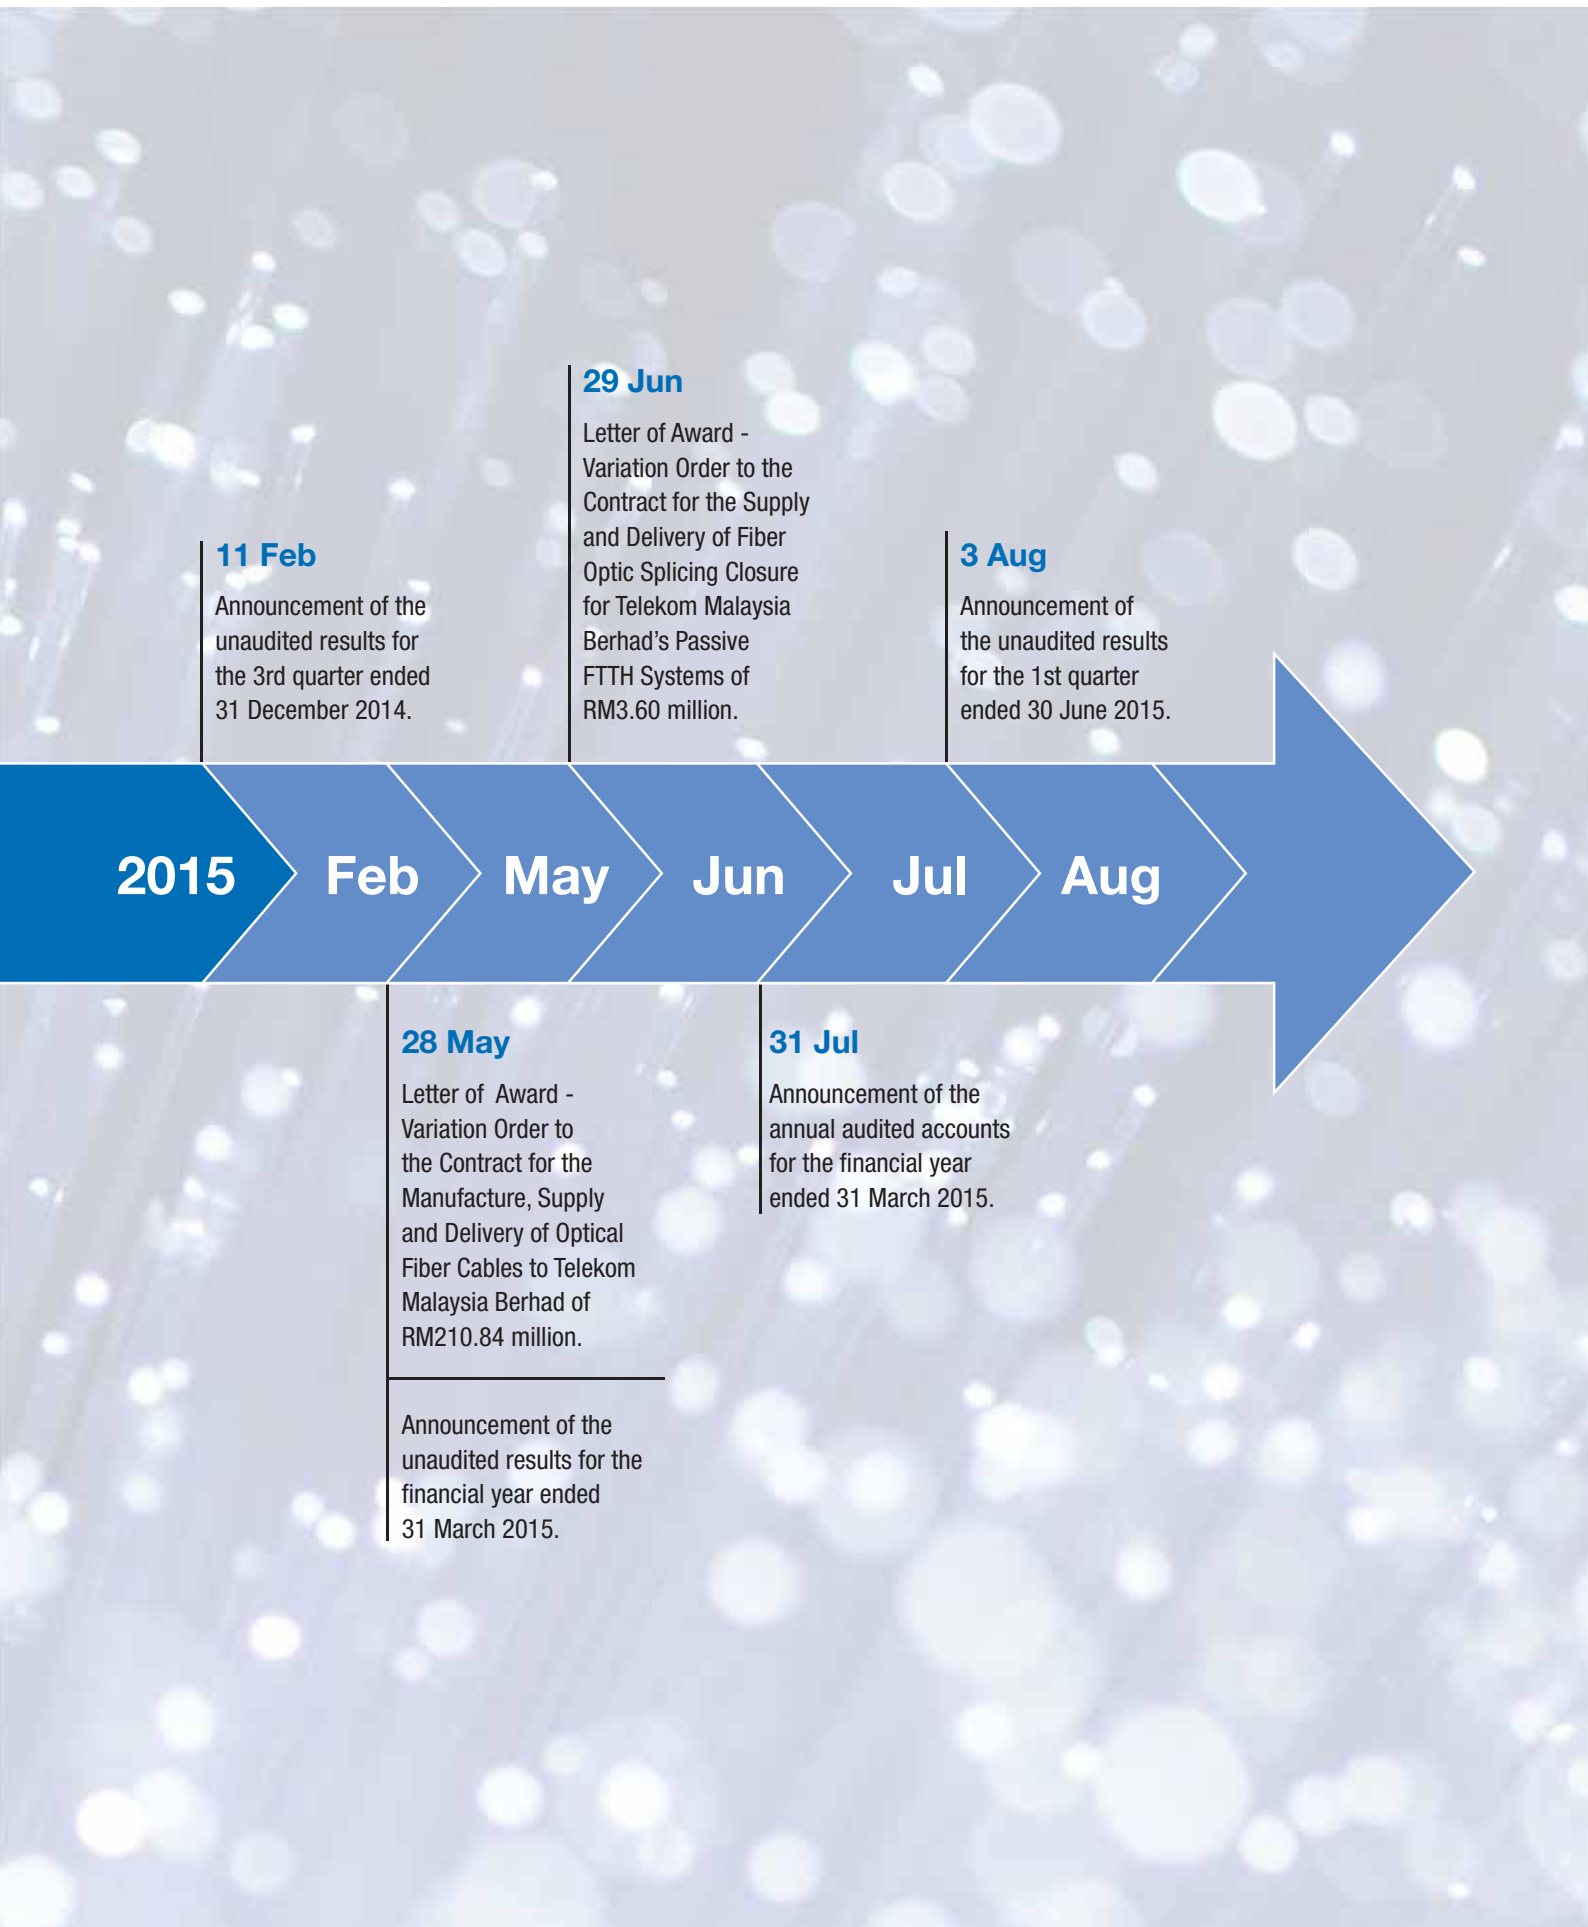 29 Jun
Letter of Award -
Variation Order to the
Contract for the Supply
and Delivery of Fiber
Optic Splicing Closure
for Telekom Malaysia
Berhad's Passive
FTTH Systems of
RM3.60 million.
11 Feb
Announcement of the
unaudited results for
the 3rd quarter ended
31 December 2014.
3 Aug
Announcement of
the unaudited results
for the 1st quarter
ended 30 June 2015.
2015 Feb May Jun Jul Aug
28 May
Letter of Award -
Variation Order to
the Contract for the
Manufacture, Supply
and Delivery of Optical
Fiber Cables to Telekom
Malaysia Berhad of
RM210.84 million.
Announcement of the
unaudited results for the
financial year ended
31 March 2015.
31 Jul
Announcement of the
annual audited accounts
for the financial year
ended 31 March 2015.